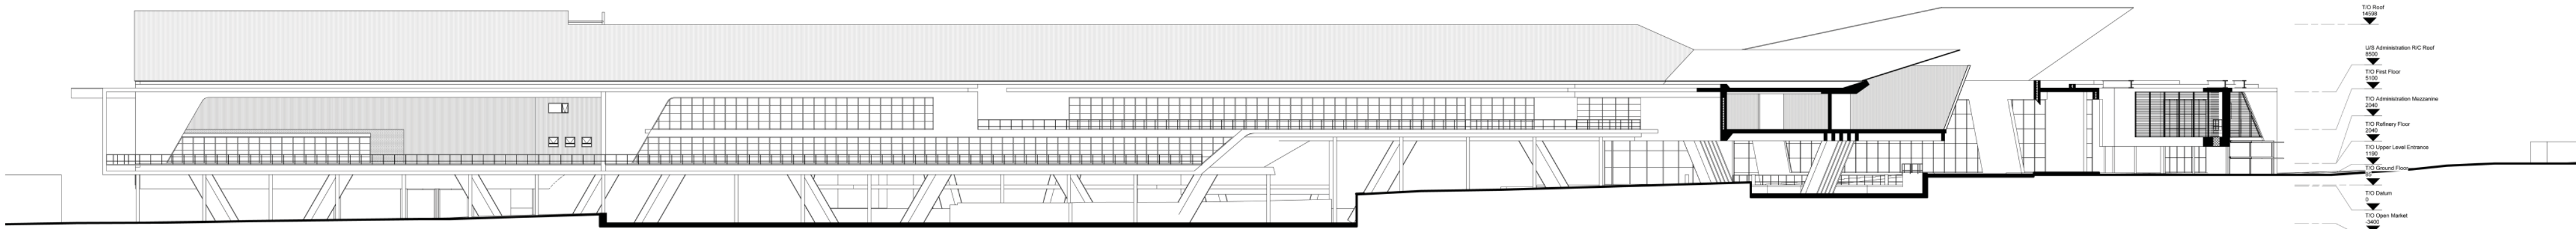 T/O Roof
14598
U/S Administration R/C Roof
8500
T/O First Floor
5100
T/O Administration Mezzanine
2040
T/O Refinery Floor
2040
T/O Upper Level Entrance
1190
T/O Ground Floor
85
T/O Datum
0
T/O Open Market
-3400